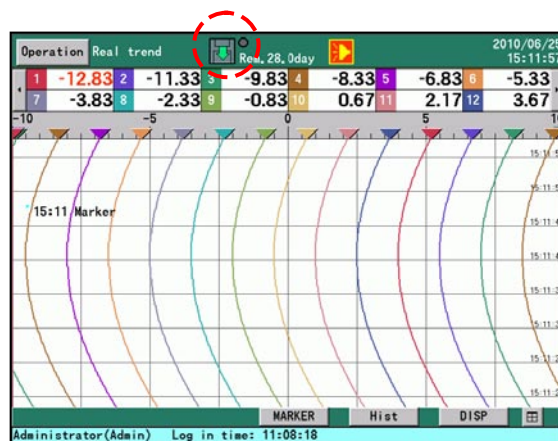 Operation Real trend Rem.28.0day 2010/06/25
15:11:57
1 -12.83 2 -11.33 3 -9.83 4 -8.33 5 -6.83 6 -5.33
7 -3.83 8 -2.33 9 -0.83 10 0.67 11 2.17 12 3.67
-10 -5 0 5
15:11 Marker
MARKER Hist DISP
Administrator(Admin) Log in time: 11:08:18